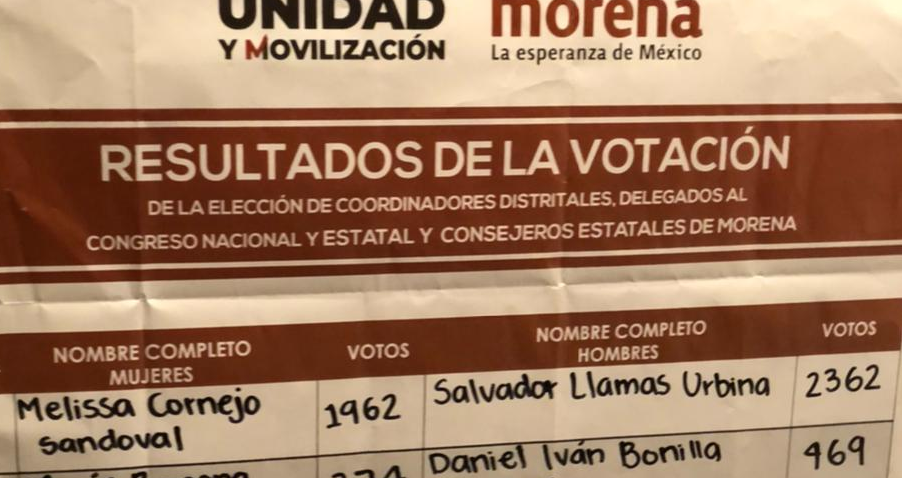 UNIDAD
Y MOVILIZACIÓN
morena
La esperanza de México
RESULTADOS DE LA VOTACIÓN
DE LA ELECCIÓN DE COORDINADORES DISTRITALES, DELEGADOS AL
CONGRESO NACIONAL Y ESTATAL Y CONSEJEROS ESTATALES DE MORENA
NOMBRE COMPLETO
MUJERES
VOTOS
NOMBRE COMPLETO
HOMBRES
VOTOS
Melissa Cornejo
Sandoval
1962
Salvador Llamas Urbina
2362
Daniel Iván Bonilla
469